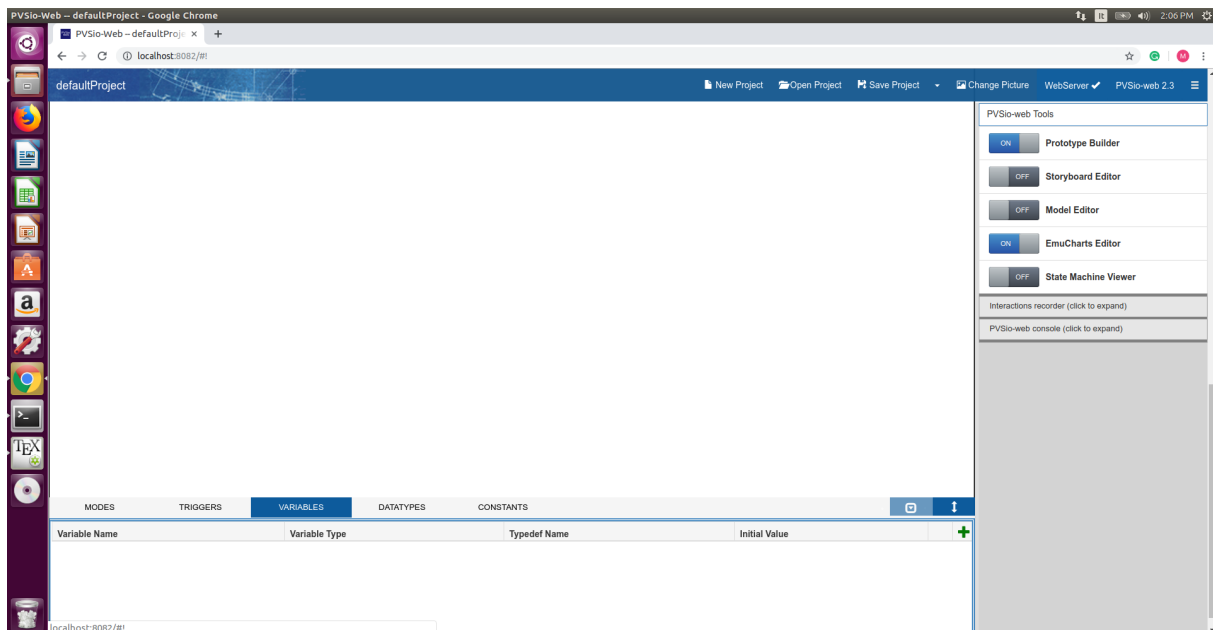 PVSio-Web -- defaultProject - Google Chrome
It
2:06 PM
PVSio-Web -- defaultProje
localhost:8082/#!
G
M
defaultProject
New Project
Open Project
Save Project
Change Picture
WebServer
PVSio-web 2.3
PVSio-web Tools
ON Prototype Builder
OFF Storyboard Editor
OFF Model Editor
ON EmuCharts Editor
OFF State Machine Viewer
Interactions recorder (click to expand)
PVSio-web console (click to expand)
A
a
>_
TEX
MODES TRIGGERS VARIABLES DATATYPES CONSTANTS
Variable Name Variable Type Typedef Name Initial Value
localhost:8082/#!